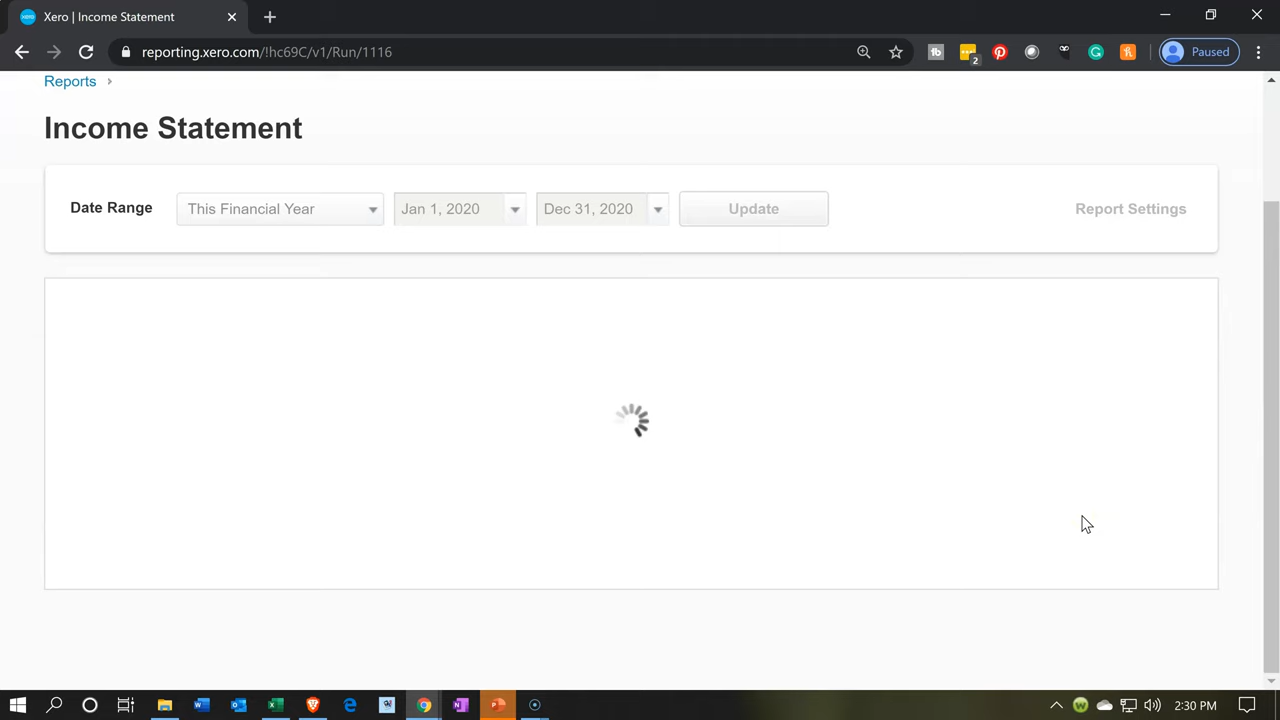 Xero | Income Statement
reporting.xero.com/!hc69C/v1/Run/1116
2
Paused
Reports
Income Statement
Date Range
This Financial Year
Jan 1, 2020
Dec 31, 2020
Update
Report Settings
2:30 PM